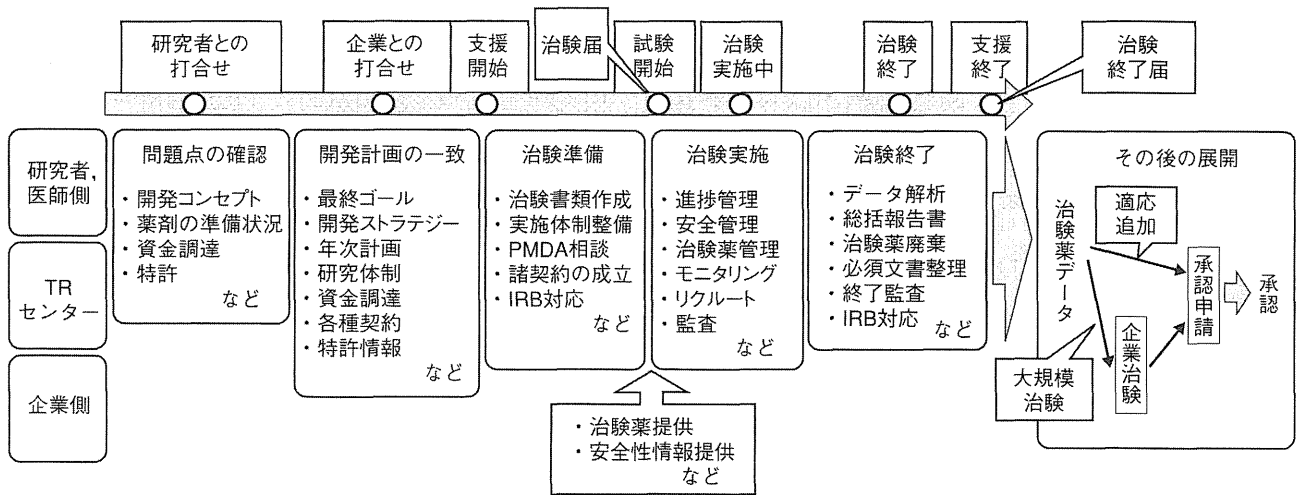 研究者との
打合せ
企業との
打合せ
支援
開始
治験届
試験
開始
治験
実施中
治験
終了
支援
終了
治験
終了届
研究者,
医師側
TR
センター
企業側
問題点の確認
・開発コンセプト
・薬剤の準備状況
・資金調達
・特許
など
開発計画の一致
・最終ゴール
・開発ストラテジー
・年次計画
・研究体制
・資金調達
・各種契約
・特許情報
など
治験準備
・治験書類作成
・実施体制整備
・PMDA相談
・諸契約の成立
・IRB対応
など
治験実施
・進捗管理
・安全管理
・治験薬管理
・モニタリング
・リクルート
・監査
など
治験終了
・データ解析
・総括報告書
・治験薬廃棄
・必須文書整理
・終了監査
・IRB対応
など
・治験薬提供
・安全性情報提供
など
その後の展開
治験薬データ
適応
追加
大規模
治験
企業治験
承認申請
承認